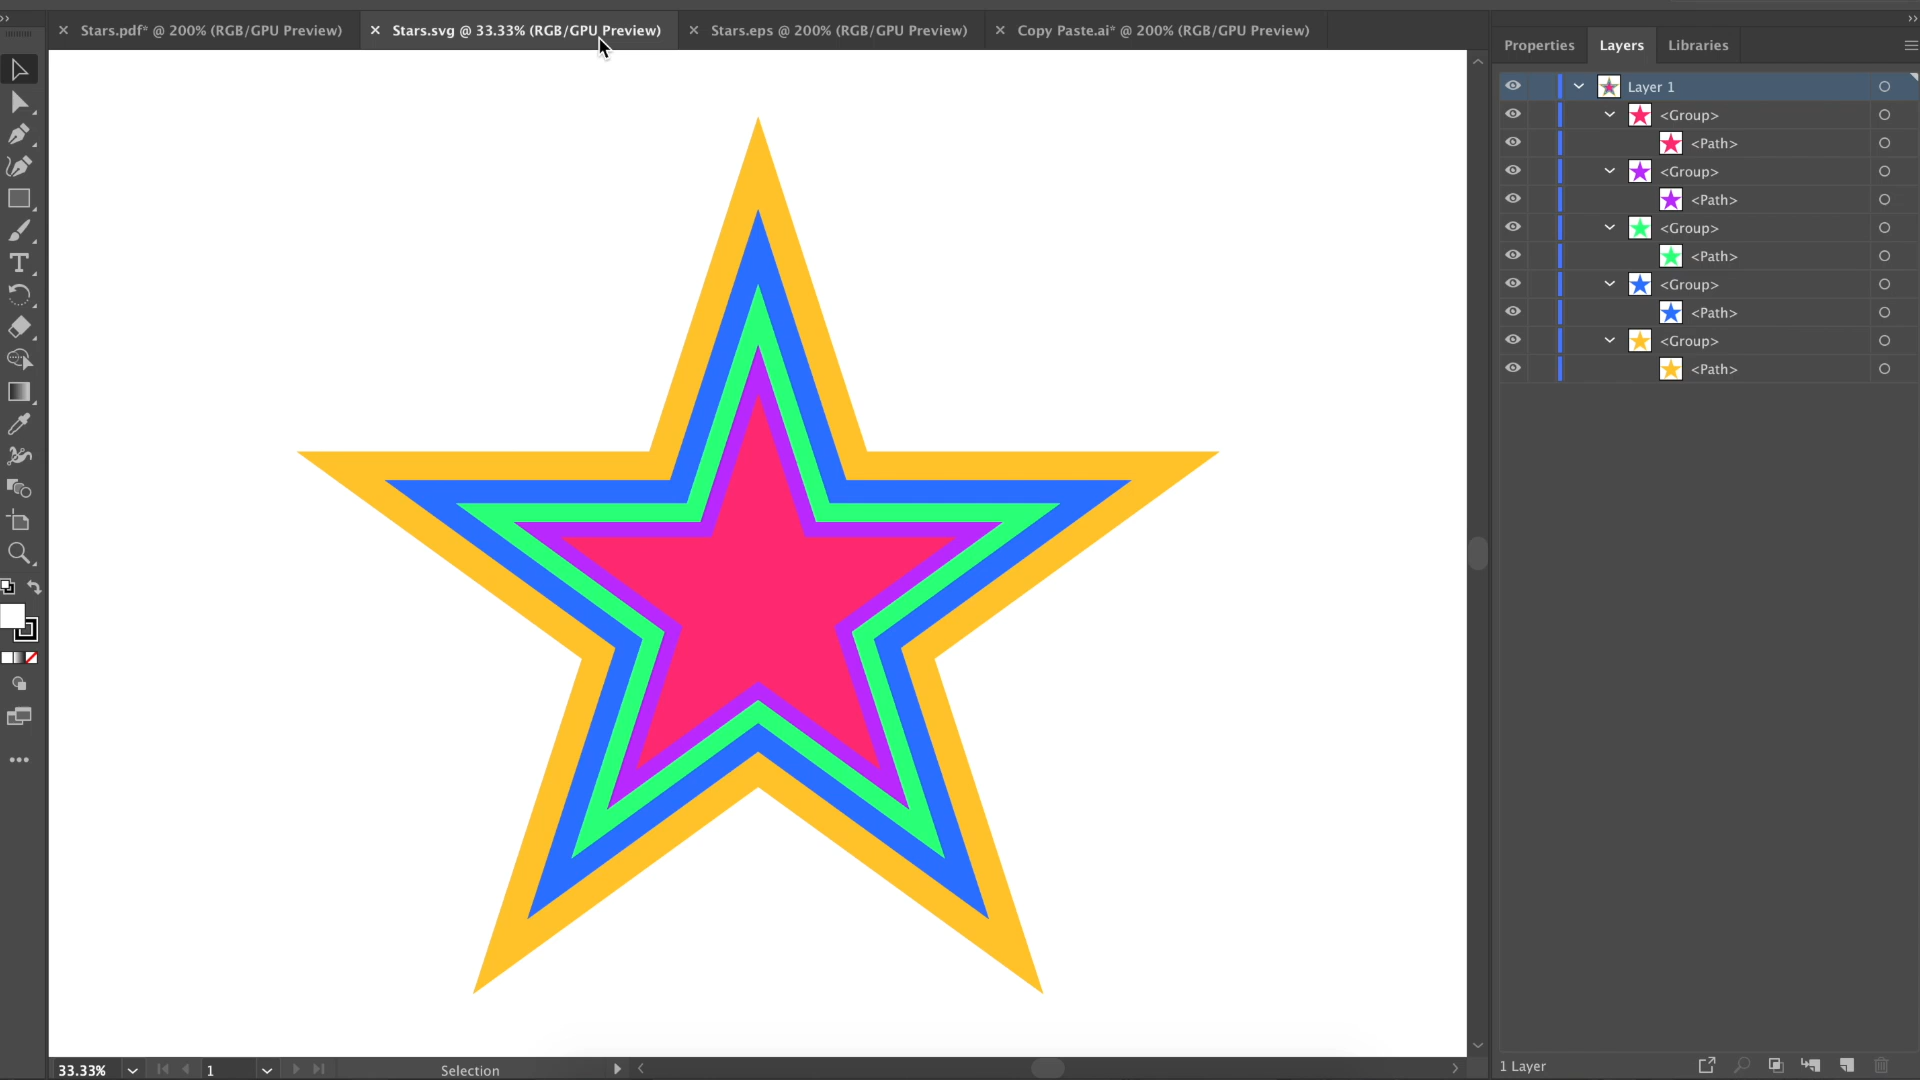 Stars.pdf* @ 200% (RGB/GPU Preview)
Stars.svg @ 33.33% (RGB/GPU Preview)
Stars.eps @ 200% (RGB/GPU Preview)
Copy Paste.ai* @ 200% (RGB/GPU Preview)
Properties
Layers
Libraries
Layer 1
<Group>
<Path>
<Group>
<Path>
<Group>
<Path>
<Group>
<Path>
<Group>
<Path>
33.33%
1
Selection
1 Layer